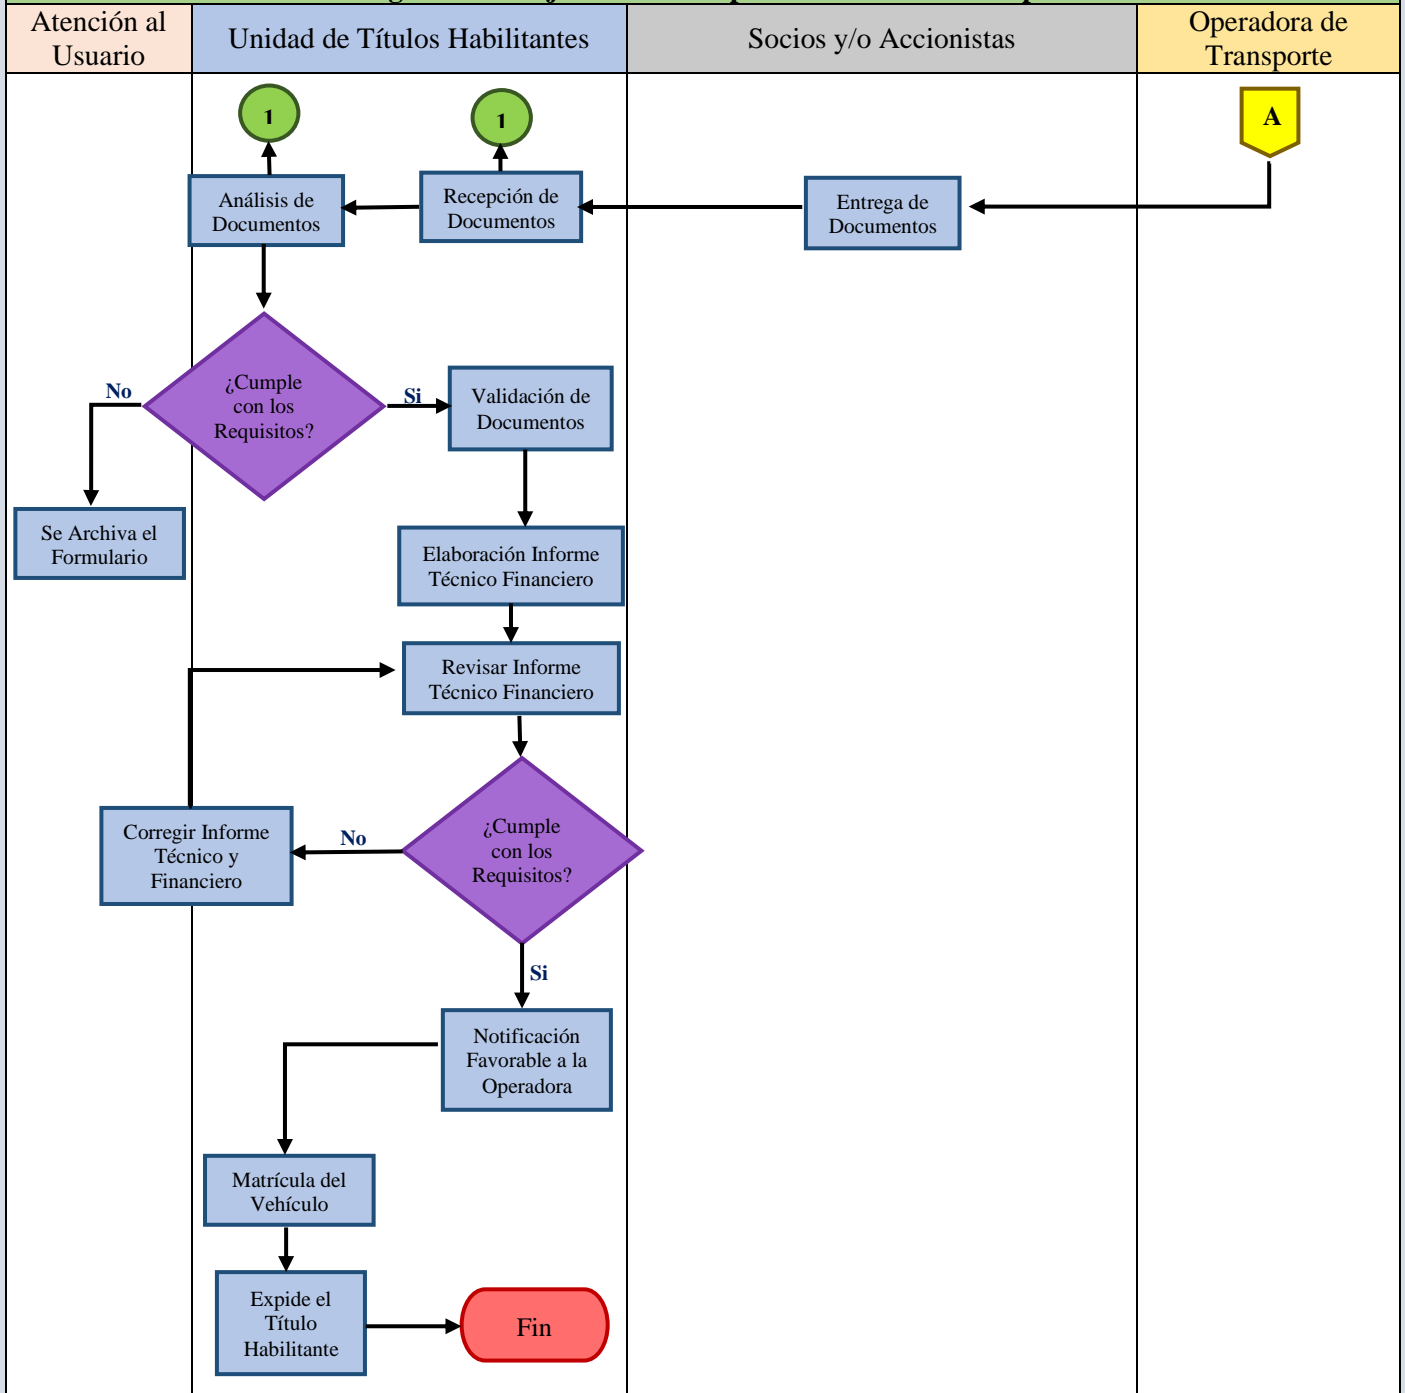 Atención al
Usuario
Unidad de Títulos Habilitantes
Socios y/o Accionistas
Operadora de
Transporte
1
1
A
Análisis de
Documentos
Recepción de
Documentos
Entrega de
Documentos
¿Cumple
con los
Requisitos?
No
Si
Validación de
Documentos
Se Archiva el
Formulario
Elaboración Informe
Técnico Financiero
Revisar Informe
Técnico Financiero
Corregir Informe
Técnico y
Financiero
No
¿Cumple
con los
Requisitos?
Si
Notificación
Favorable a la
Operadora
Matrícula del
Vehículo
Expide el
Título
Habilitante
Fin